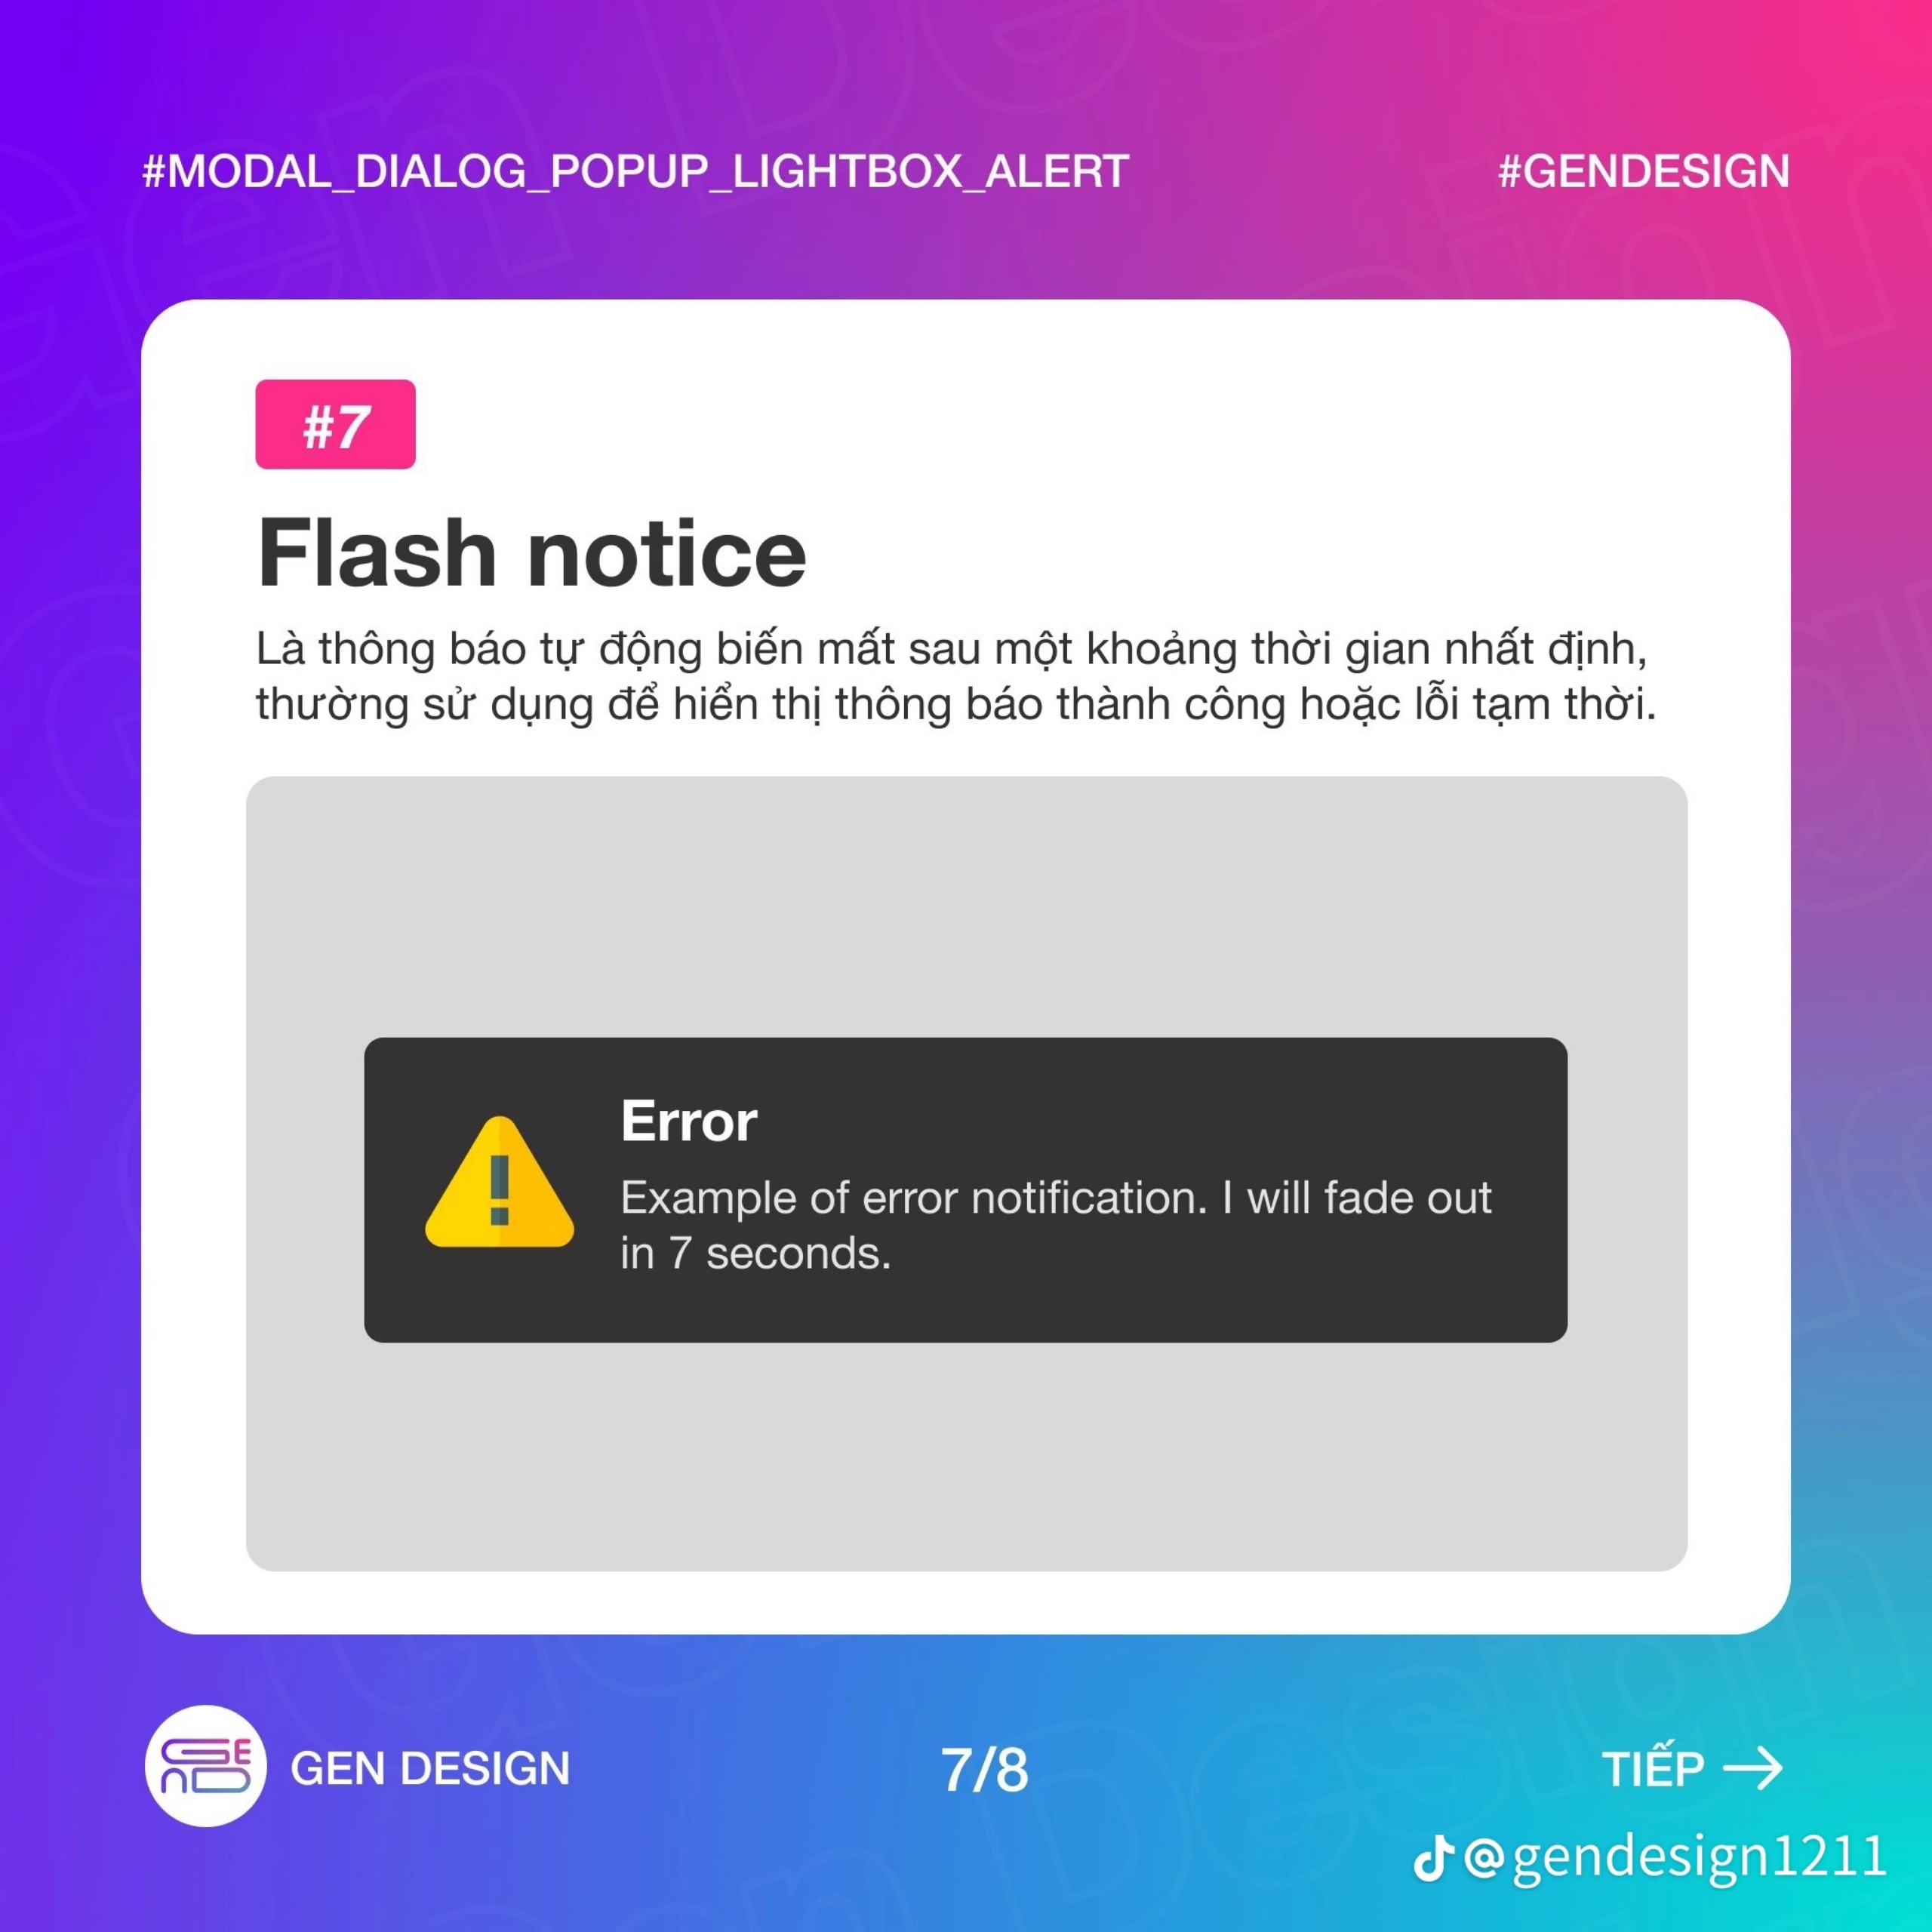 #MODAL_DIALOG_POPUP_LIGHTBOX_ALERT
#GENDESIGN
#7
Flash notice
Là thông báo tự động biến mất sau một khoảng thời gian nhất định,
thường sử dụng để hiển thị thông báo thành công hoặc lỗi tạm thời.
Error
Example of error notification. I will fade out
in 7 seconds.
GEN DESIGN
7/8
TIẾP
@gendesign1211